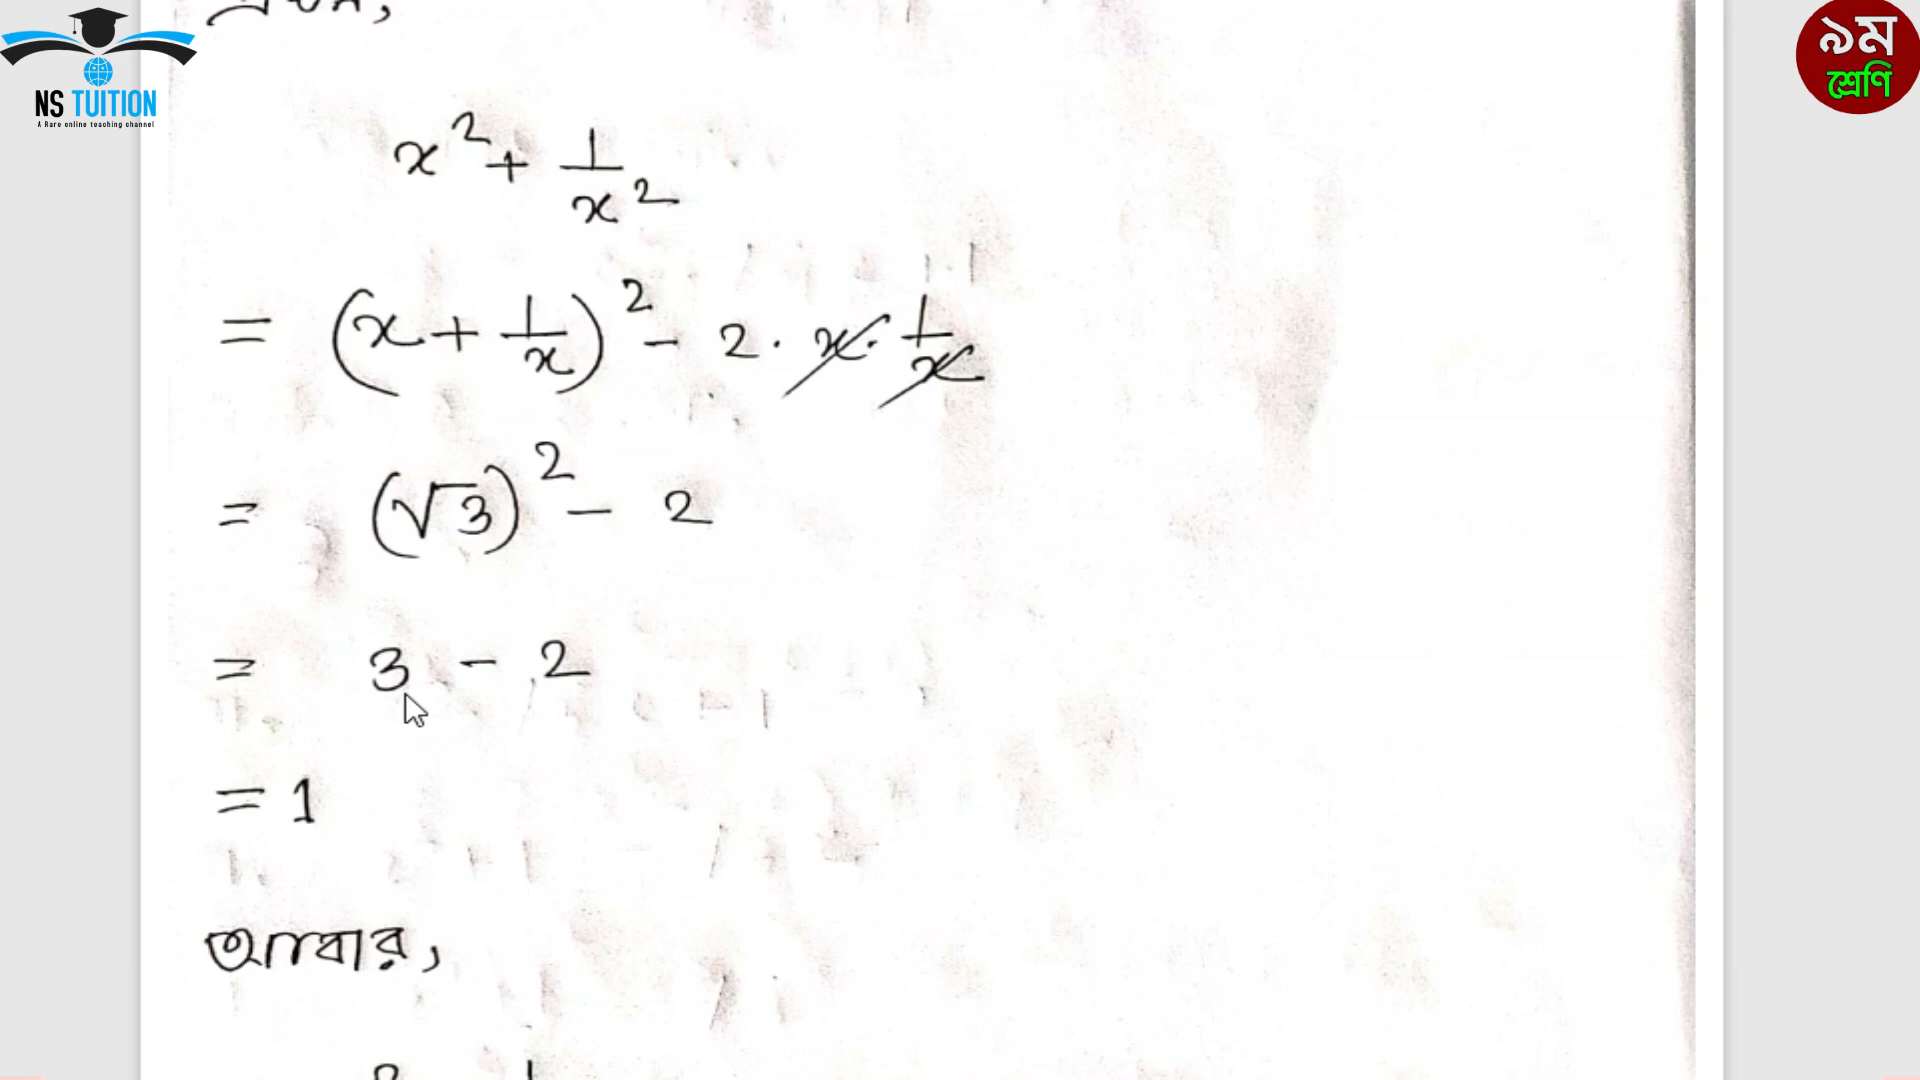 NS TUITION
A Rare online teaching channel
৯ম
শ্রেণি
x² + 1/x²
= (x + 1/x)² - 2 · x · 1/x
= (√3)² - 2
= 3 - 2
= 1
আবার,